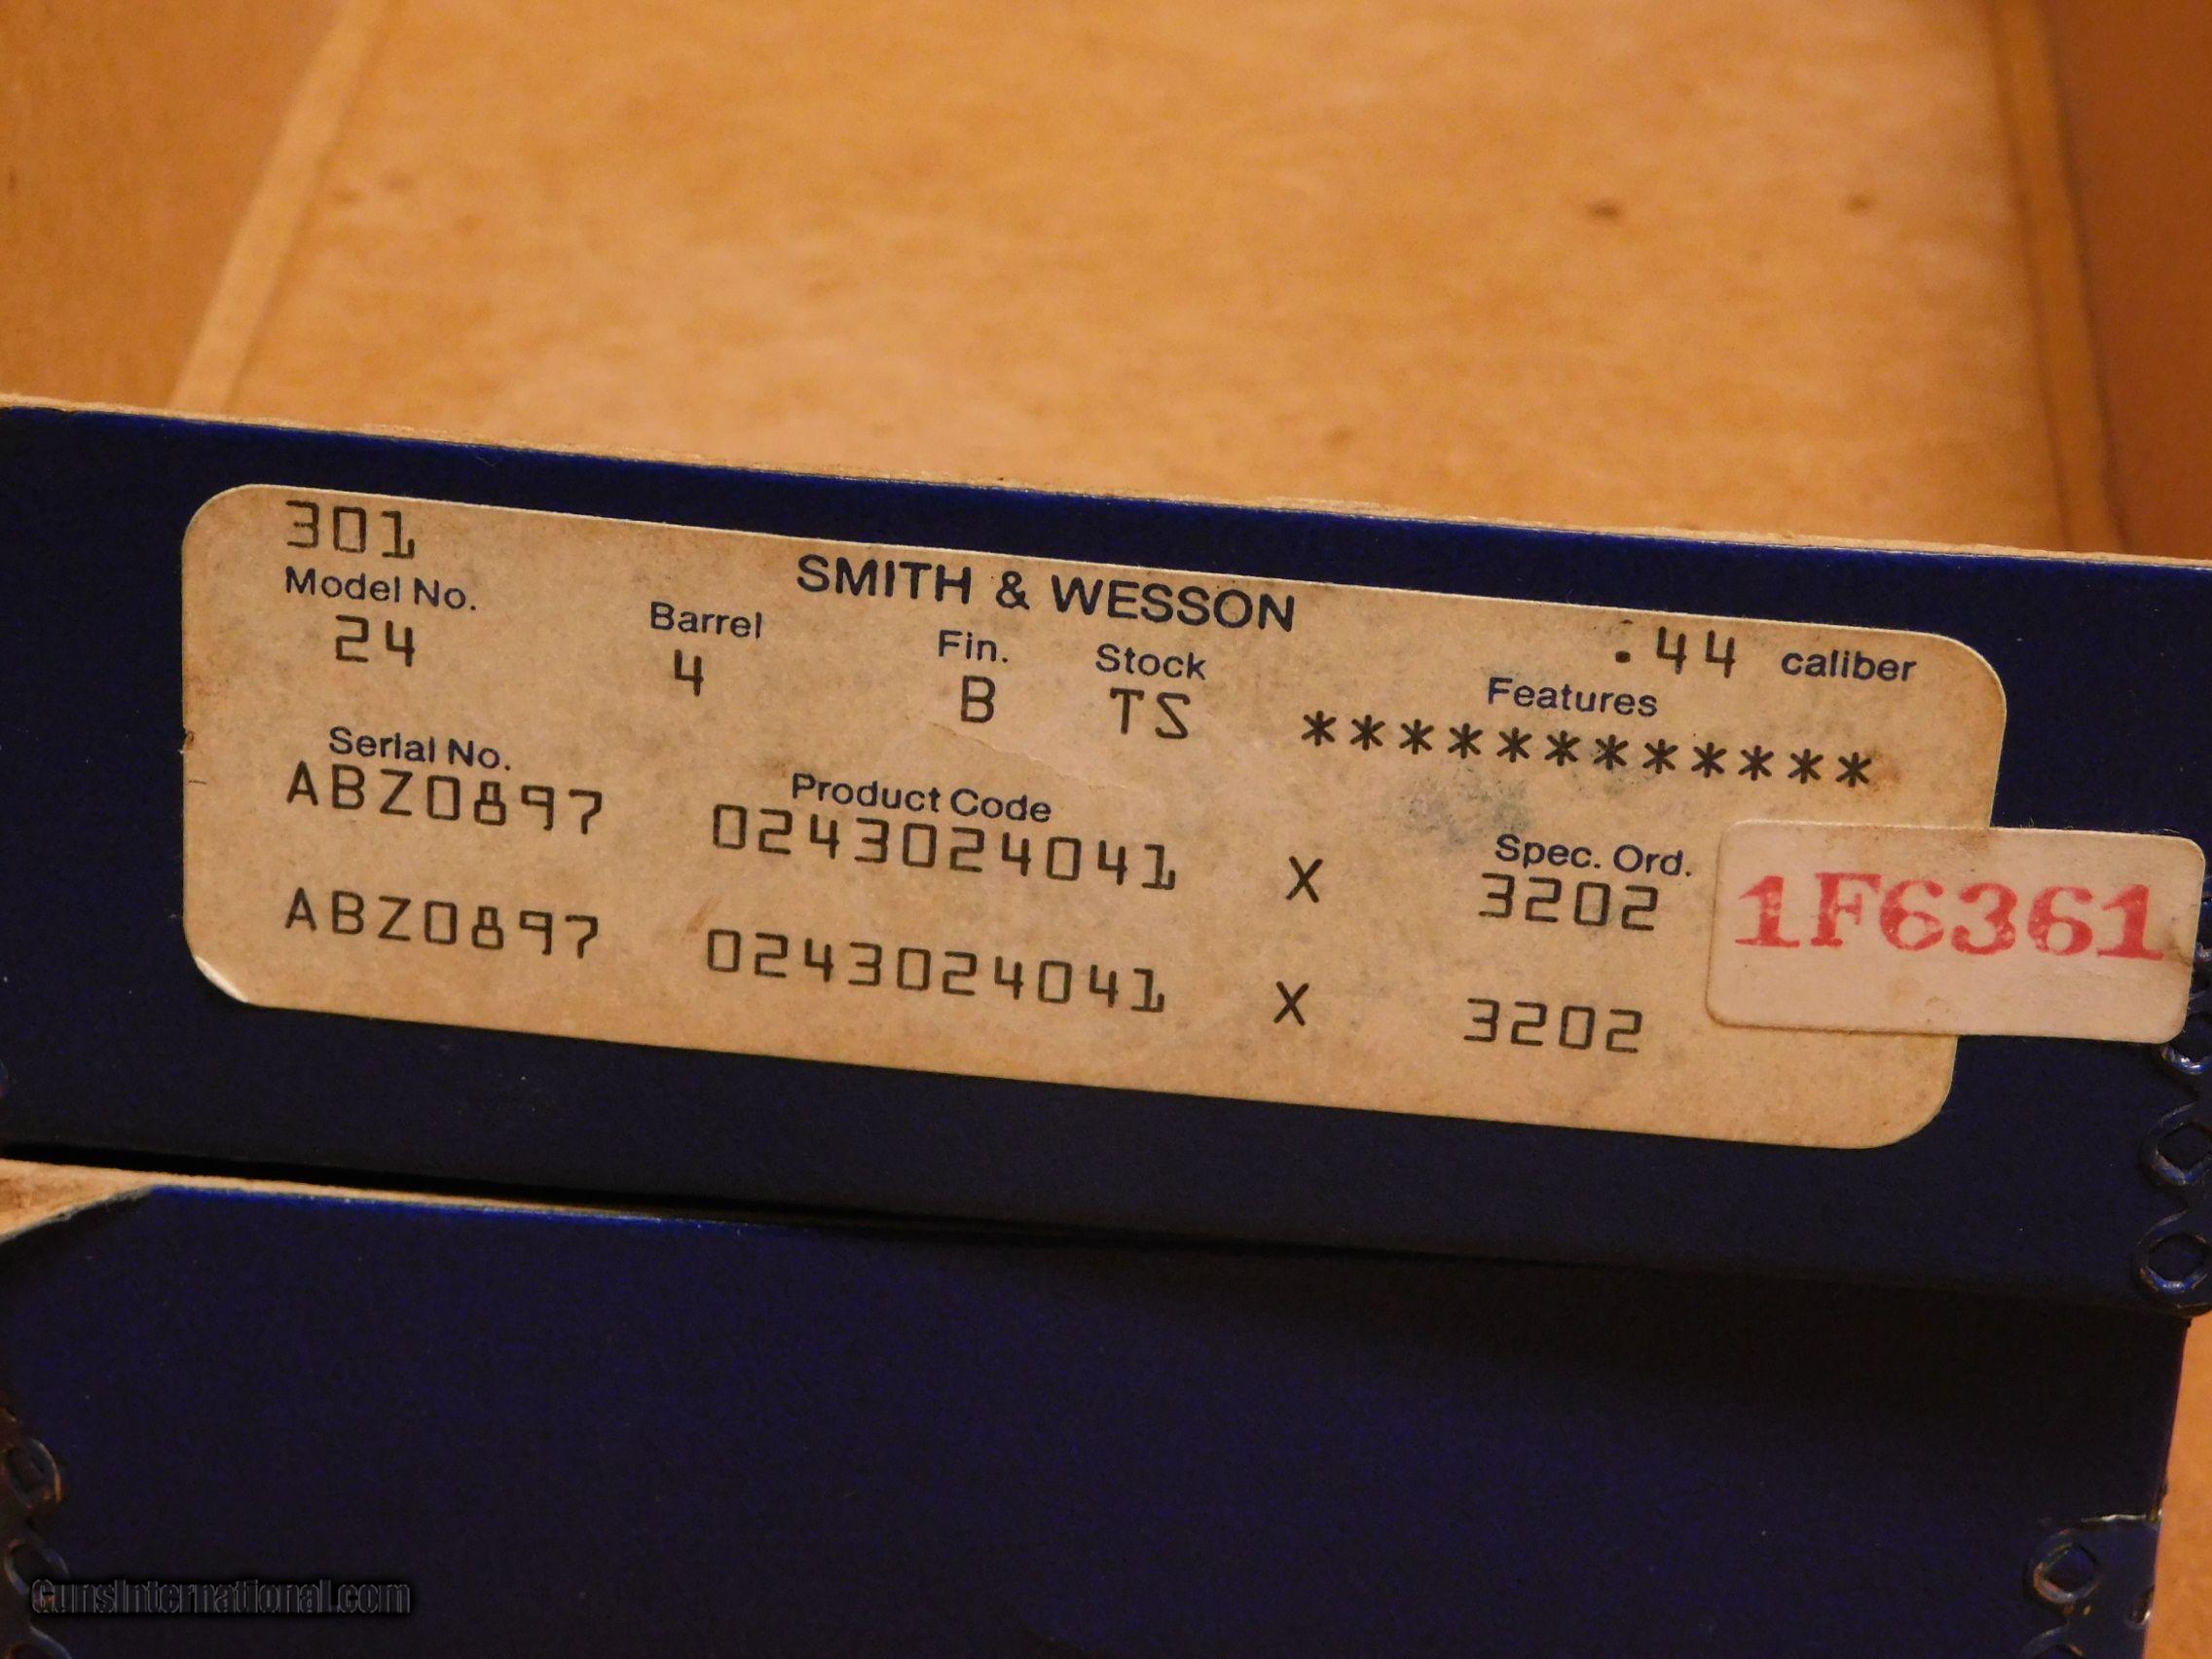 301
SMITH & WESSON
.44 caliber
Model No. Barrel Fin. Stock Features
24 4 B TS ************
Serial No. Product Code Spec. Ord.
ABZ0897 0243024041 X 3202
1F6361
ABZ0897 0243024041 X 3202
GunsInternational.com